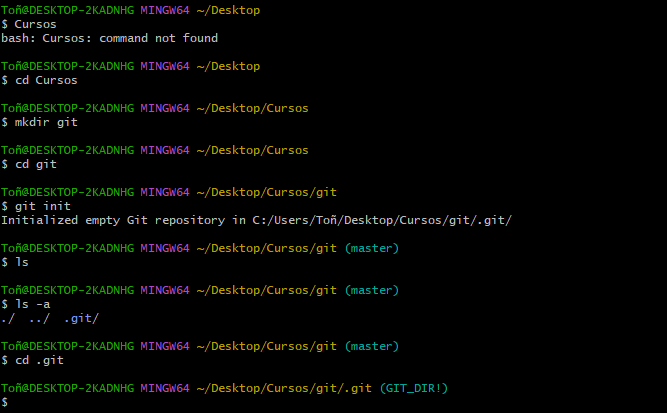 Toñ@DESKTOP-2KADNHG MINGW64 ~/Desktop
$ Cursos
bash: Cursos: command not found
Toñ@DESKTOP-2KADNHG MINGW64 ~/Desktop
$ cd Cursos
Toñ@DESKTOP-2KADNHG MINGW64 ~/Desktop/Cursos
$ mkdir git
Toñ@DESKTOP-2KADNHG MINGW64 ~/Desktop/Cursos
$ cd git
Toñ@DESKTOP-2KADNHG MINGW64 ~/Desktop/Cursos/git
$ git init
Initialized empty Git repository in C:/Users/Toñ/Desktop/Cursos/git/.git/
Toñ@DESKTOP-2KADNHG MINGW64 ~/Desktop/Cursos/git (master)
$ ls
Toñ@DESKTOP-2KADNHG MINGW64 ~/Desktop/Cursos/git (master)
$ ls -a
./  ../  .git/
Toñ@DESKTOP-2KADNHG MINGW64 ~/Desktop/Cursos/git (master)
$ cd .git
Toñ@DESKTOP-2KADNHG MINGW64 ~/Desktop/Cursos/git/.git (GIT_DIR!)
$